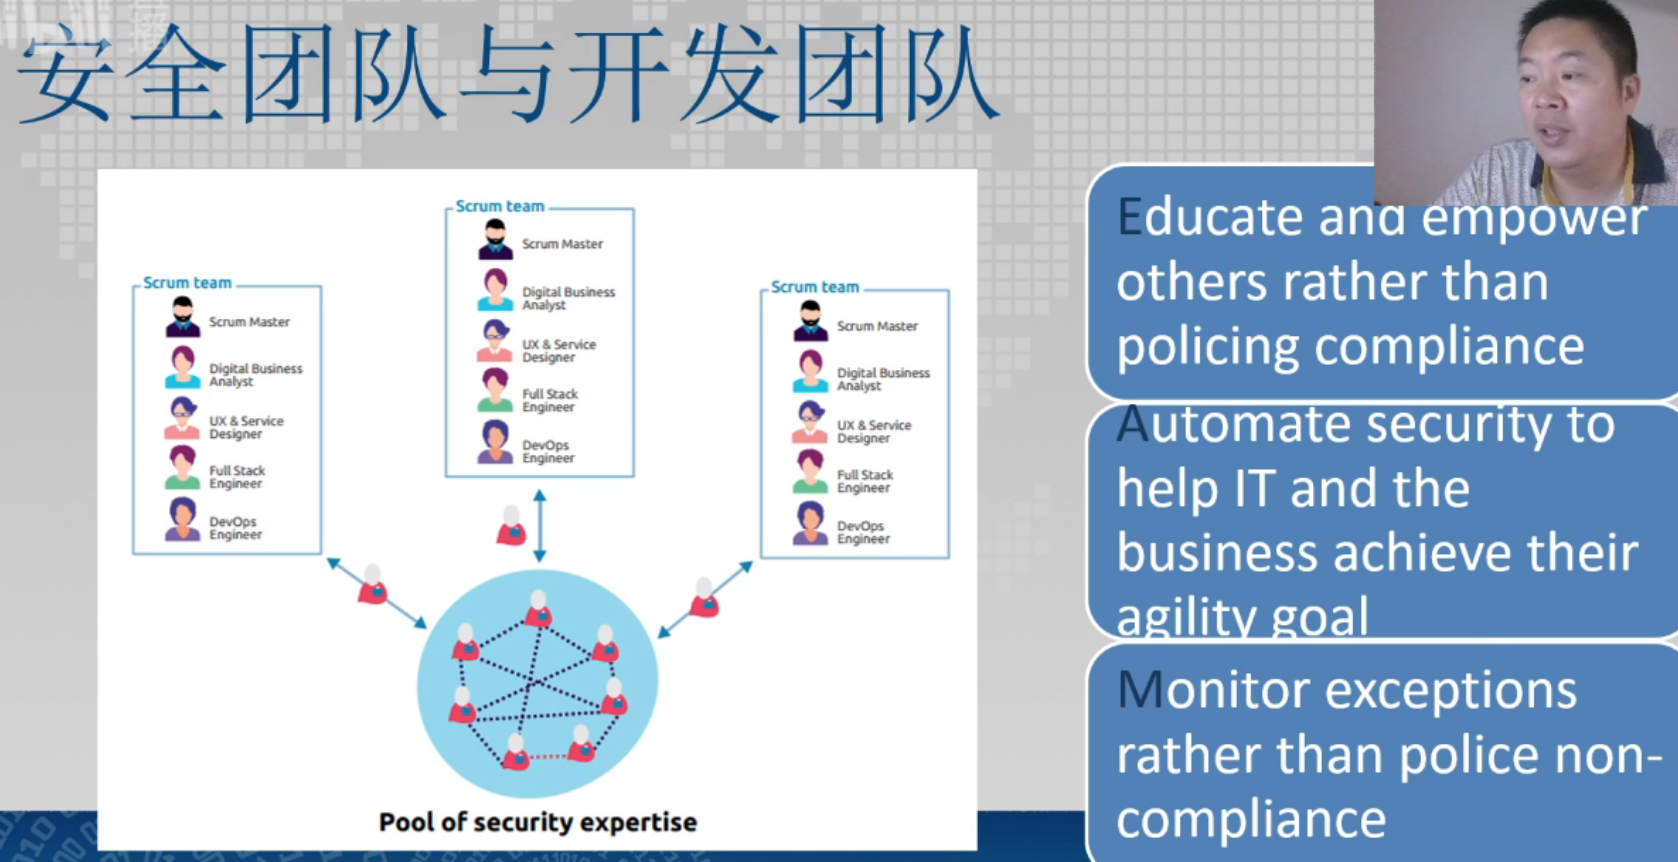 安全团队与开发团队
Scrum team
Scrum Master
Digital Business
Analyst
UX & Service
Designer
Full Stack
Engineer
DevOps
Engineer
Scrum team
Scrum Master
Digital Business
Analyst
UX & Service
Designer
Full Stack
Engineer
DevOps
Engineer
Scrum team
Scrum Master
Digital Business
Analyst
UX & Service
Designer
Full Stack
Engineer
DevOps
Engineer
Pool of security expertise
Educate and empower
others rather than
policing compliance
Automate security to
help IT and the
business achieve their
agility goal
Monitor exceptions
rather than police non-
compliance